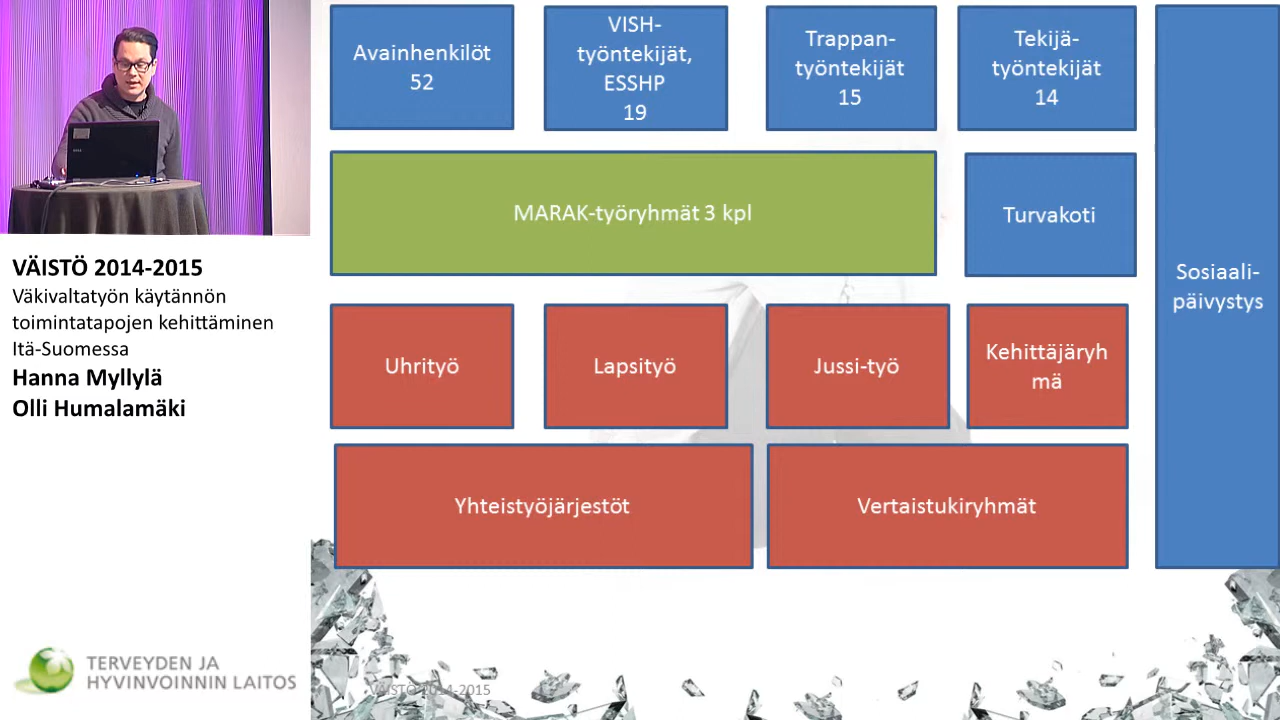 Avainhenkilöt
52
VISH-
työntekijät,
ESSHP
19
Trappan-
työntekijät
15
Tekijä-
työntekijät
14
MARAK-työryhmät 3 kpl
Turvakoti
Sosiaali-
päivystys
Uhrityö
Lapsityö
Jussi-työ
Kehittäjäryh
mä
Yhteistyöjärjestöt
Vertaistukiryhmät
VÄISTÖ 2014-2015
VÄISTÖ 2014-2015
Väkivaltatyön käytännön
toimintatapojen kehittäminen
Itä-Suomessa
Hanna Myllylä
Olli Humalamäki
TERVEYDEN JA
HYVINVOINNIN LAITOS